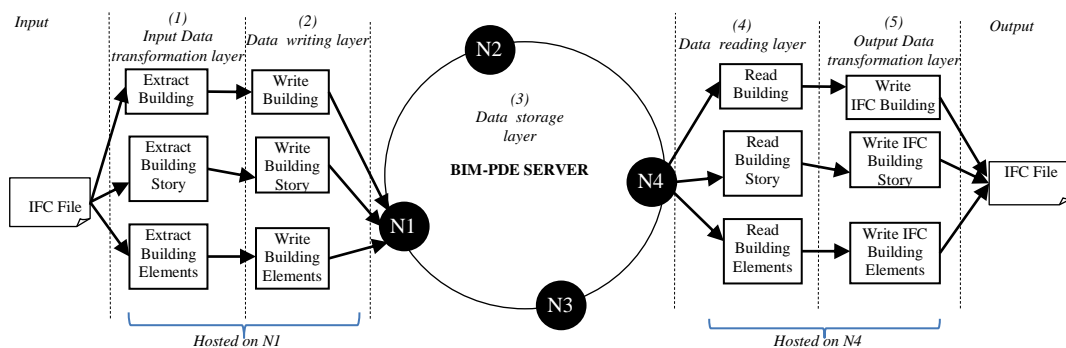 Input
(1)
Input Data
transformation layer
(2)
Data writing layer
(3)
Data storage
layer
(4)
Data reading layer
(5)
Output Data
transformation layer
Output
IFC File
Extract
Building
Extract
Building
Story
Extract
Building
Elements
Write
Building
Write
Building
Story
Write
Building
Elements
N1
N2
N3
N4
BIM-PDE SERVER
Read
Building
Read
Building
Story
Read
Building
Elements
Write
IFC Building
Write IFC
Building
Story
Write IFC
Building
Elements
IFC File
Hosted on N1
Hosted on N4